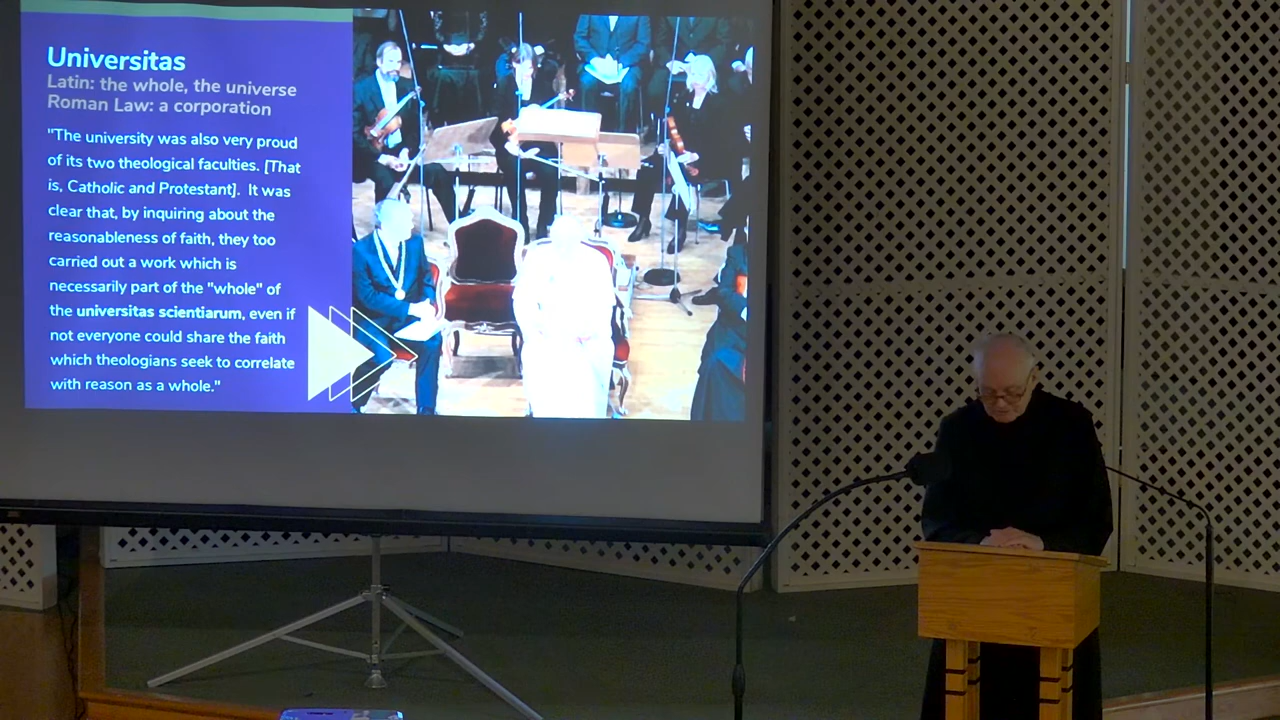 Universitas
Latin: the whole, the universe
Roman Law: a corporation
"The university was also very proud
of its two theological faculties. [That
is, Catholic and Protestant]. It was
clear that, by inquiring about the
reasonableness of faith, they too
carried out a work which is
necessarily part of the "whole" of
the universitas scientiarum, even if
not everyone could share the faith
which theologians seek to correlate
with reason as a whole."